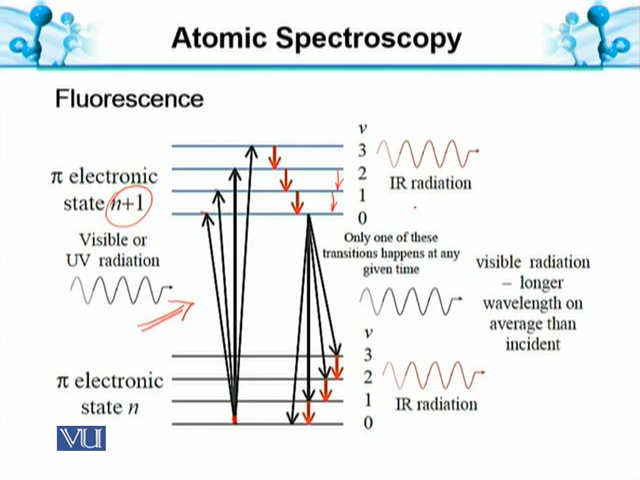 Atomic Spectroscopy
Fluorescence
π electronic
state n+1
ν
3
2
1
0
IR radiation
Visible or
UV radiation
Only one of these
transitions happens at any
given time
visible radiation
– longer
wavelength on
average than
incident
π electronic
state n
ν
3
2
1
0
IR radiation
VU